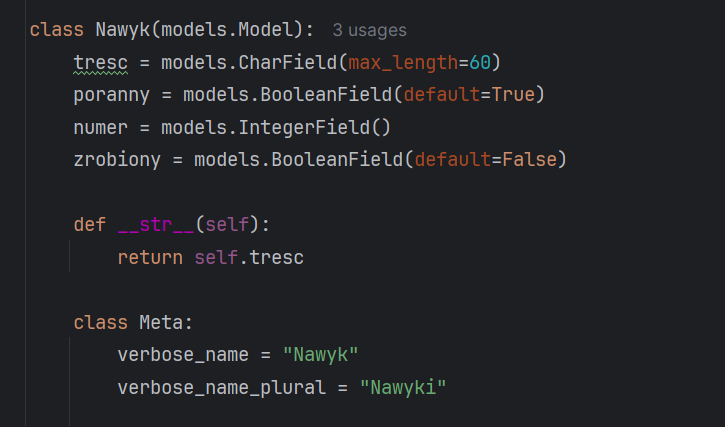 class Nawyk(models.Model): 3 usages
tresc = models.CharField(max_length=60)
poranny = models.BooleanField(default=True)
numer = models.IntegerField()
zrobiony = models.BooleanField(default=False)
def __str__(self):
return self.tresc
class Meta:
verbose_name = "Nawyk"
verbose_name_plural = "Nawyki"